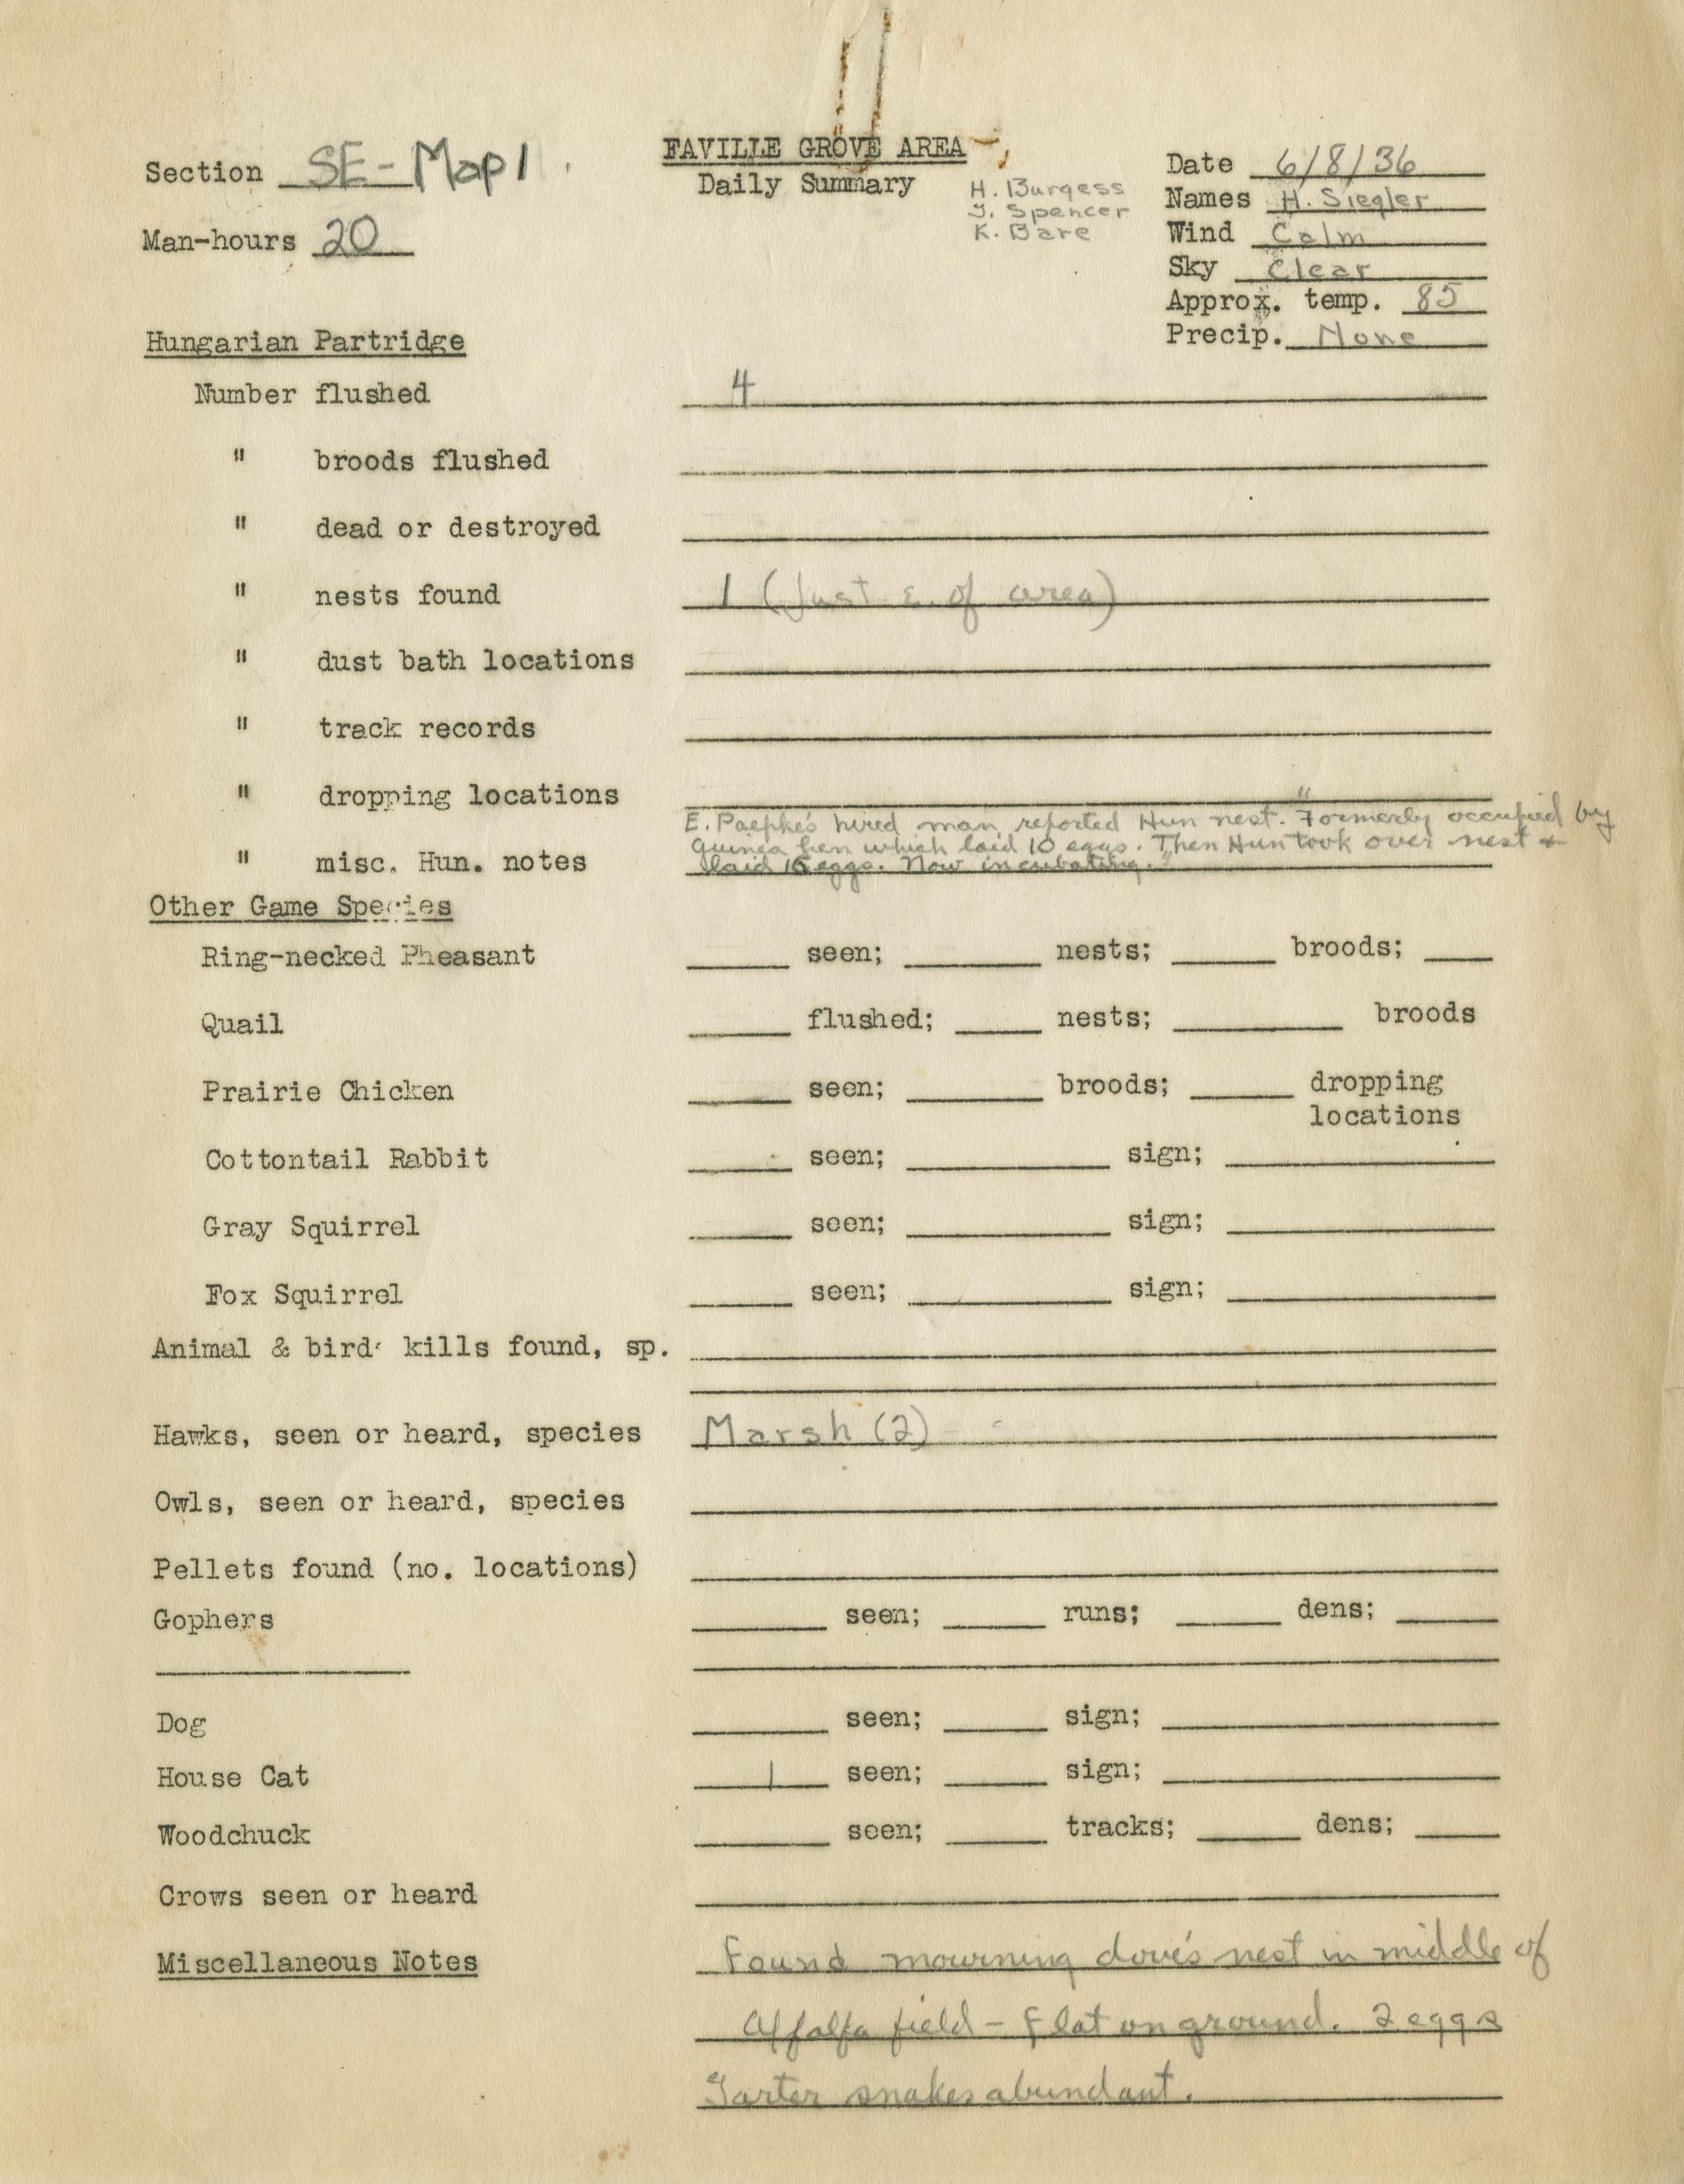 FAVILLE GROVE AREA
Daily Summary
Section SE-Map 1
Man-hours 20
H. Burgess
J. Spencer
K. Bare
Date 6/8/36
Names H. Siegler
Wind Calm
Sky Clear
Approx. temp. 85
Precip. None
Hungarian Partridge
Number flushed 4
" broods flushed
" dead or destroyed
" nests found 1 (Just E. of area)
" dust bath locations
" track records
" dropping locations
E. Paepke's hired man reported Hun nest. "Formerly occupied by
guinea hen which laid 10 eggs. Then Hun took over nest &
" misc. Hun. notes laid 16 eggs. Now incubating."
Other Game Species
Ring-necked Pheasant seen; nests; broods;
Quail flushed; nests; broods
Prairie Chicken seen; broods; dropping
locations
Cottontail Rabbit seen; sign;
Gray Squirrel seen; sign;
Fox Squirrel seen; sign;
Animal & bird kills found, sp.
Hawks, seen or heard, species Marsh (2)
Owls, seen or heard, species
Pellets found (no. locations)
Gophers seen; runs; dens;
Dog seen; sign;
House Cat 1 seen; sign;
Woodchuck seen; tracks; dens;
Crows seen or heard
Miscellaneous Notes Found mourning dove's nest in middle of
alfalfa field - flat on ground. 2 eggs
Garter snakes abundant.